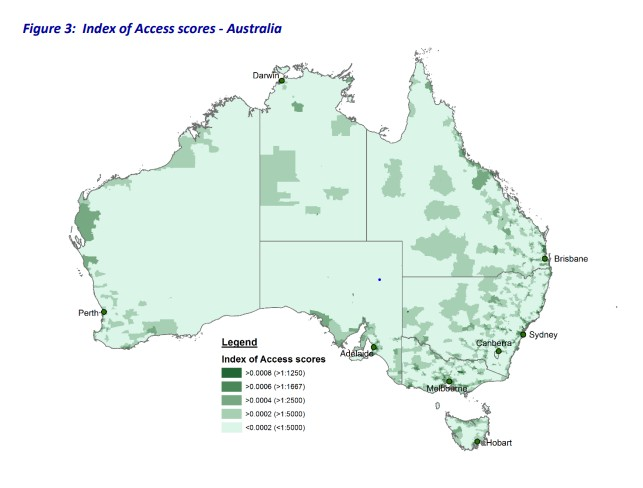 Figure 3:  Index of Access scores - Australia
Darwin
Brisbane
Perth
Sydney
Canberra
Adelaide
Melbourne
Hobart
Legend
Index of Access scores
>0.0008 (>1:1250)
>0.0006 (>1:1667)
>0.0004 (>1:2500)
>0.0002 (>1:5000)
<0.0002 (<1:5000)